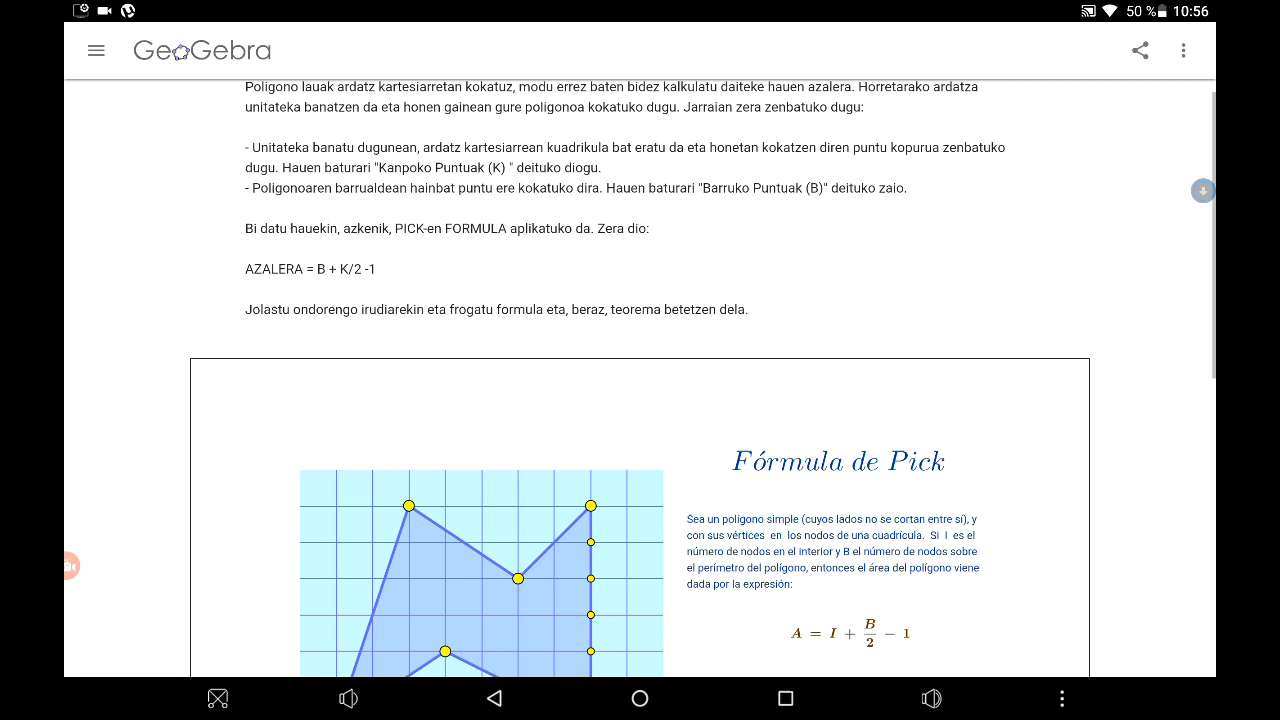 50 % 10:56
GeoGebra
Poligono lauak ardatz kartesiarretan kokatuz, modu errez baten bidez kalkulatu daiteke hauen azalera. Horretarako ardatza
unitateka banatzen da eta honen gainean gure poligonoa kokatuko dugu. Jarraian zera zenbatuko dugu:
- Unitateka banatu dugunean, ardatz kartesiarrean kuadrikula bat eratu da eta honetan kokatzen diren puntu kopurua zenbatuko
dugu. Hauen baturari "Kanpoko Puntuak (K) " deituko diogu.
- Poligonoaren barrualdean hainbat puntu ere kokatuko dira. Hauen baturari "Barruko Puntuak (B)" deituko zaio.
Bi datu hauekin, azkenik, PICK-en FORMULA aplikatuko da. Zera dio:
AZALERA = B + K/2 -1
Jolastu ondorengo irudiarekin eta frogatu formula eta, beraz, teorema betetzen dela.
Fórmula de Pick
Sea un poligono simple (cuyos lados no se cortan entre sí), y
con sus vértices en los nodos de una cuadrícula. Si I es el
número de nodos en el interior y B el número de nodos sobre
el perímetro del polígono, entonces el área del polígono viene
dada por la expresión:
A = I + B/2 − 1